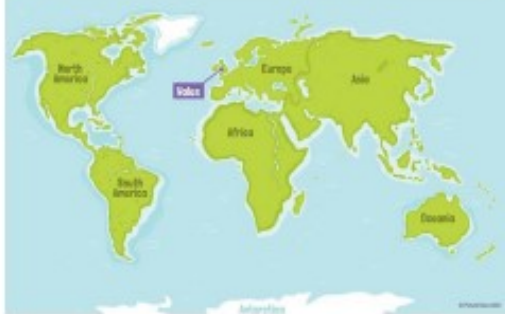 North
America
Europe
Asia
Wales
Africa
South
America
Oceania
Antarctica